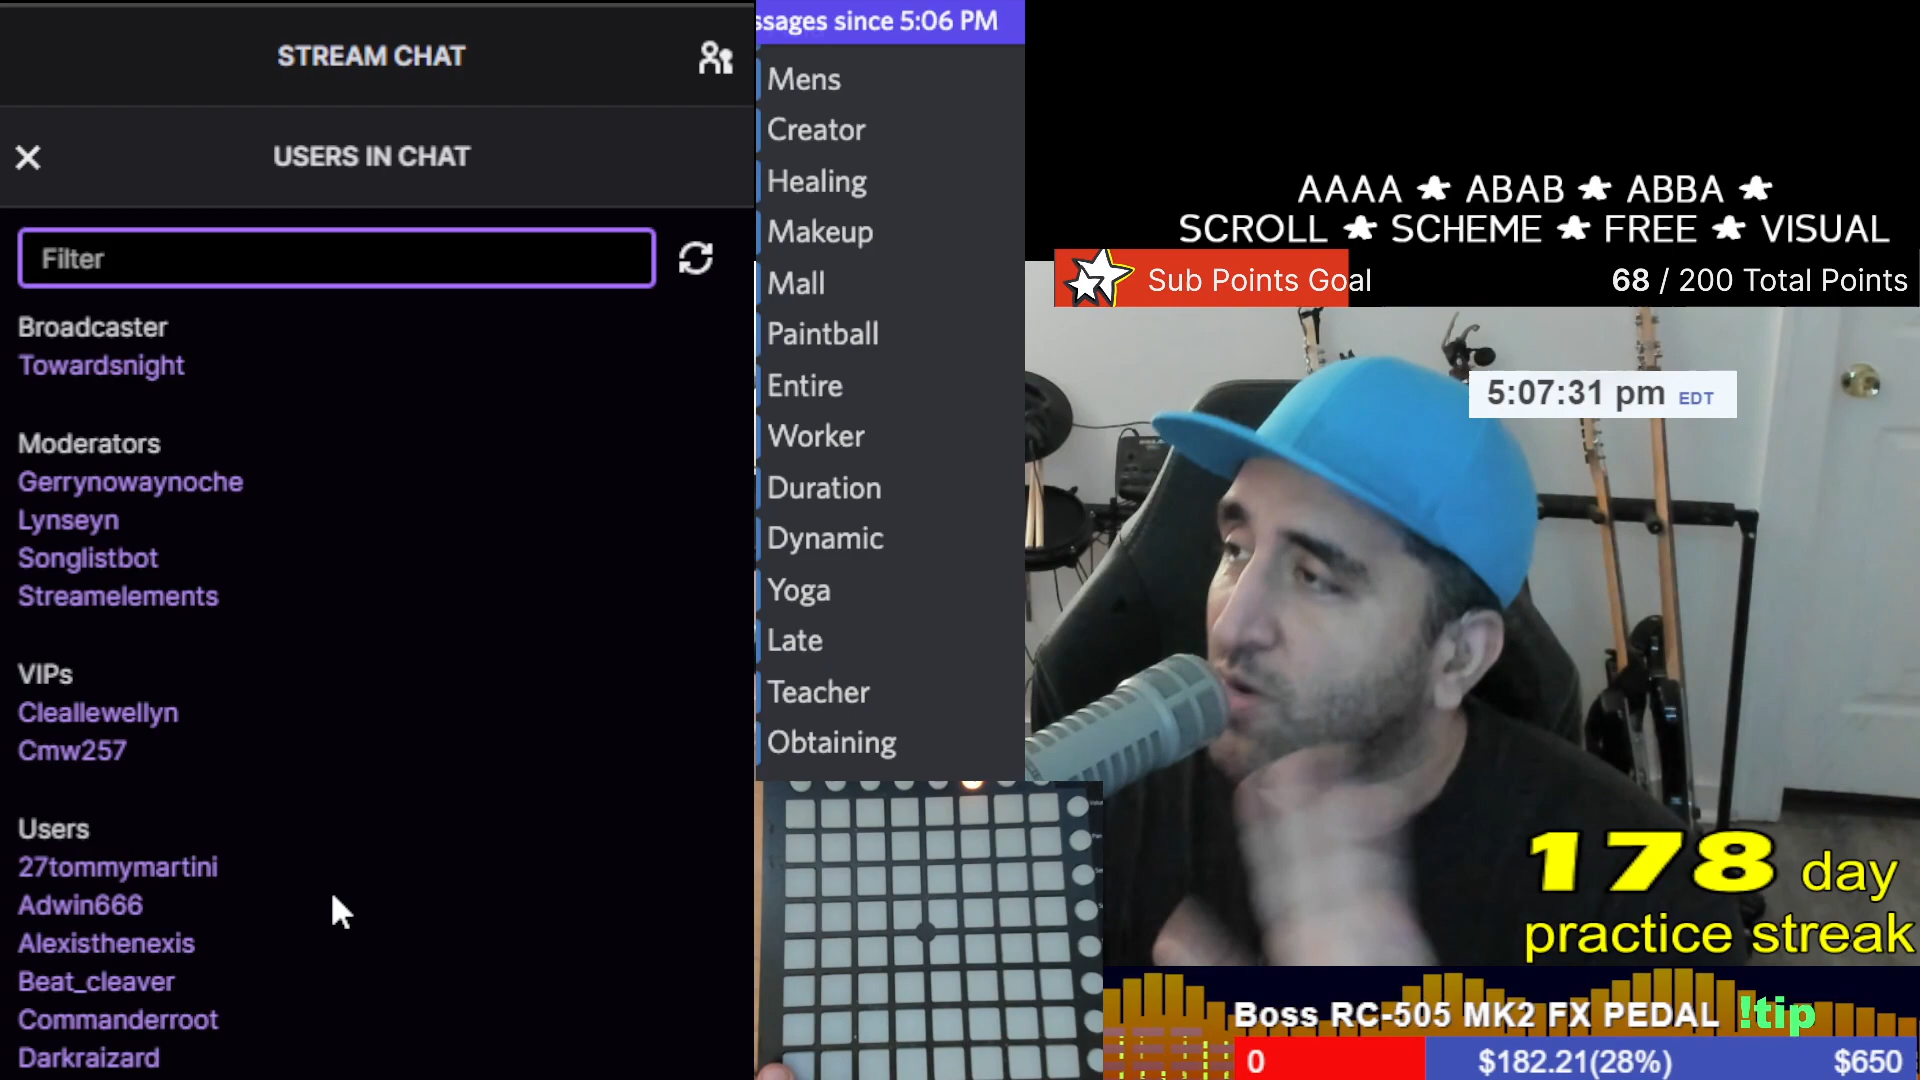 STREAM CHAT
USERS IN CHAT
Filter
Broadcaster
Towardsnight
Moderators
Gerrynowaynoche
Lynseyn
Songlistbot
Streamelements
VIPs
Cleallewellyn
Cmw257
Users
27tommymartini
Adwin666
Alexisthenexis
Beat_cleaver
Commanderroot
Darkraizard
ssages since 5:06 PM
Mens
Creator
Healing
Makeup
Mall
Paintball
Entire
Worker
Duration
Dynamic
Yoga
Late
Teacher
Obtaining
AAAA ABAB ABBA
SCROLL SCHEME FREE VISUAL
Sub Points Goal 68 / 200 Total Points
5:07:31 pm EDT
178 day
practice streak
Boss RC-505 MK2 FX PEDAL !tip
0 $182.21(28%) $650